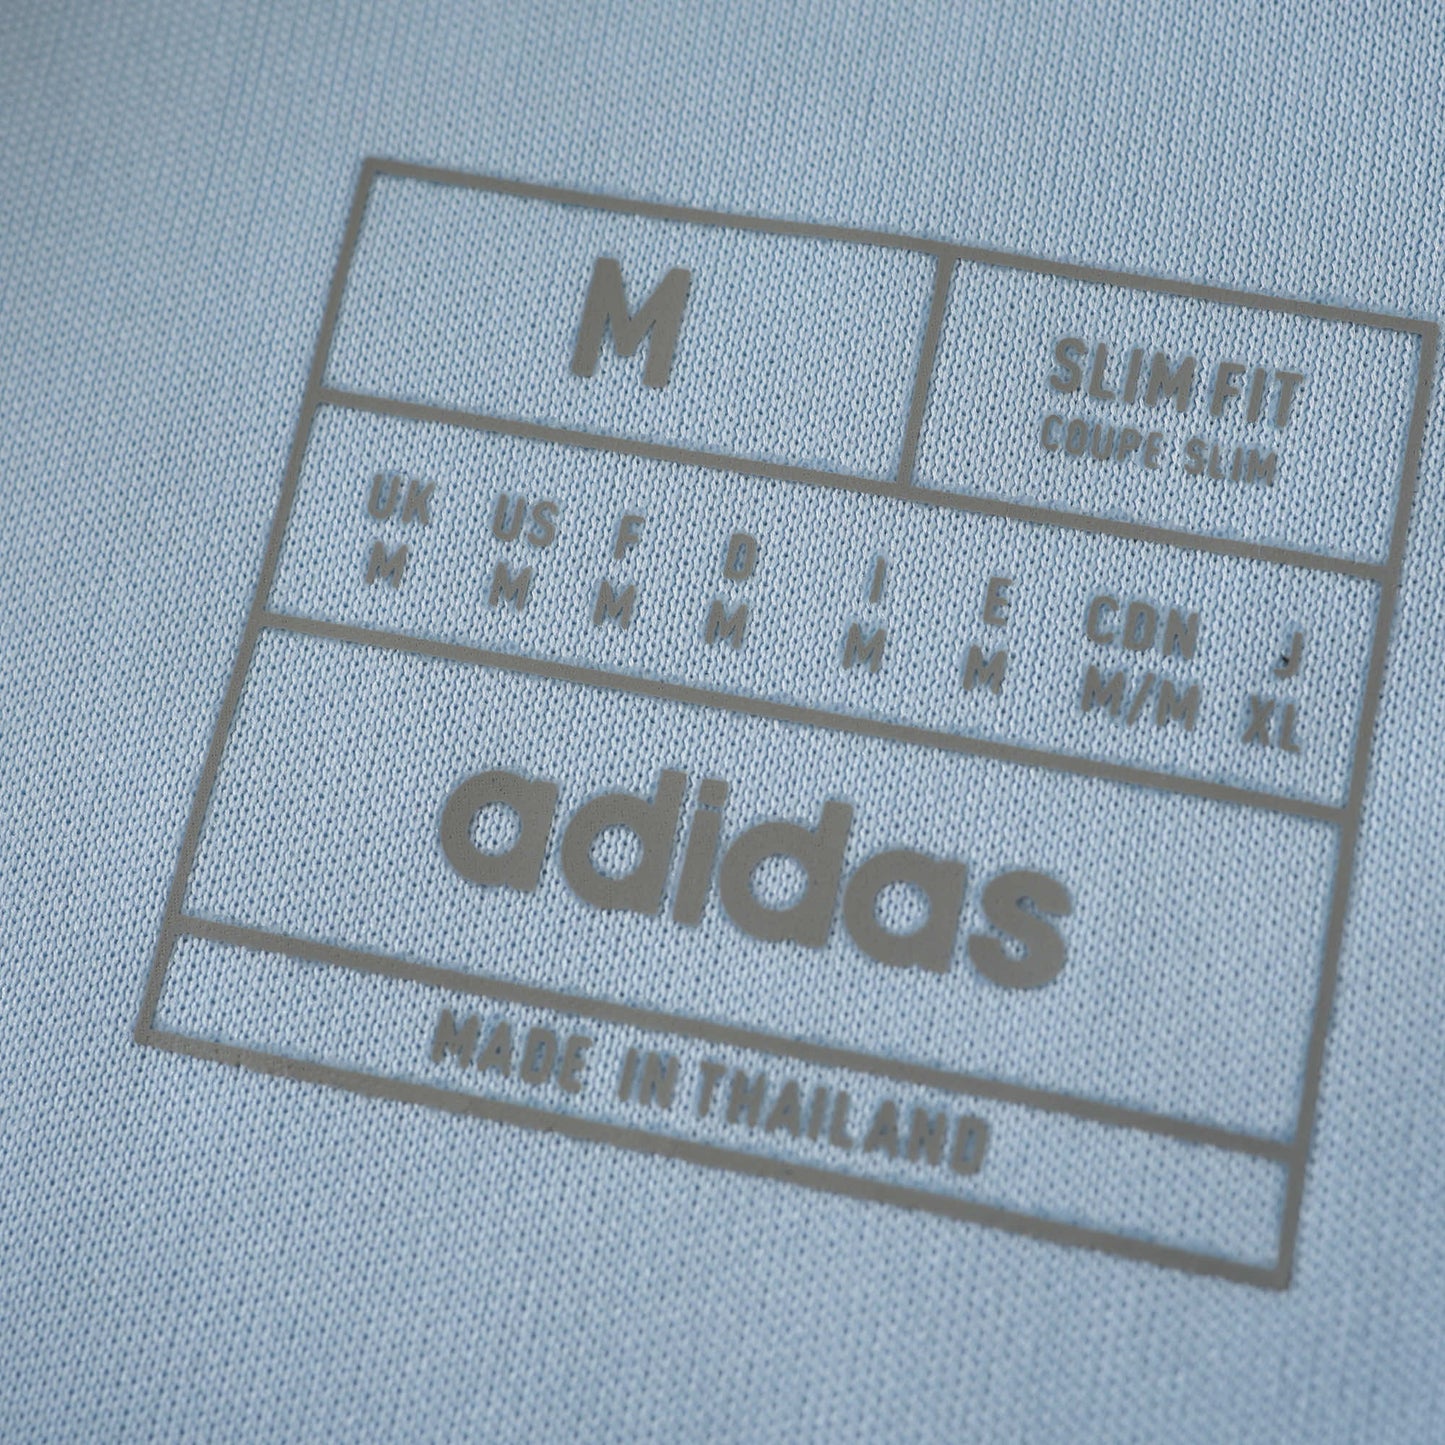 M
SLIM FIT
COUPE SLIM
UK US F D I E CDN J
M M M M M M M/M XL
adidas
MADE IN THAILAND